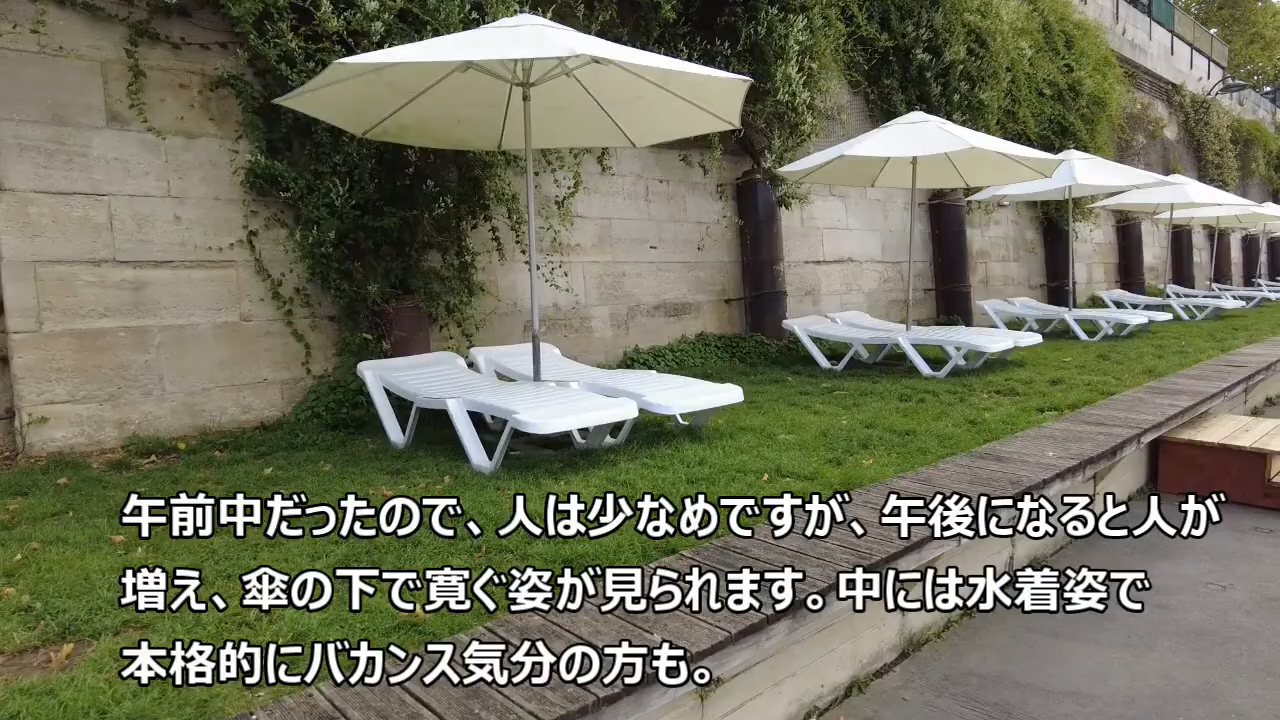 午前中だったので、人は少なめですが、午後になると人が
増え、傘の下で寛ぐ姿が見られます。中には水着姿で
本格的にバカンス気分の方も。